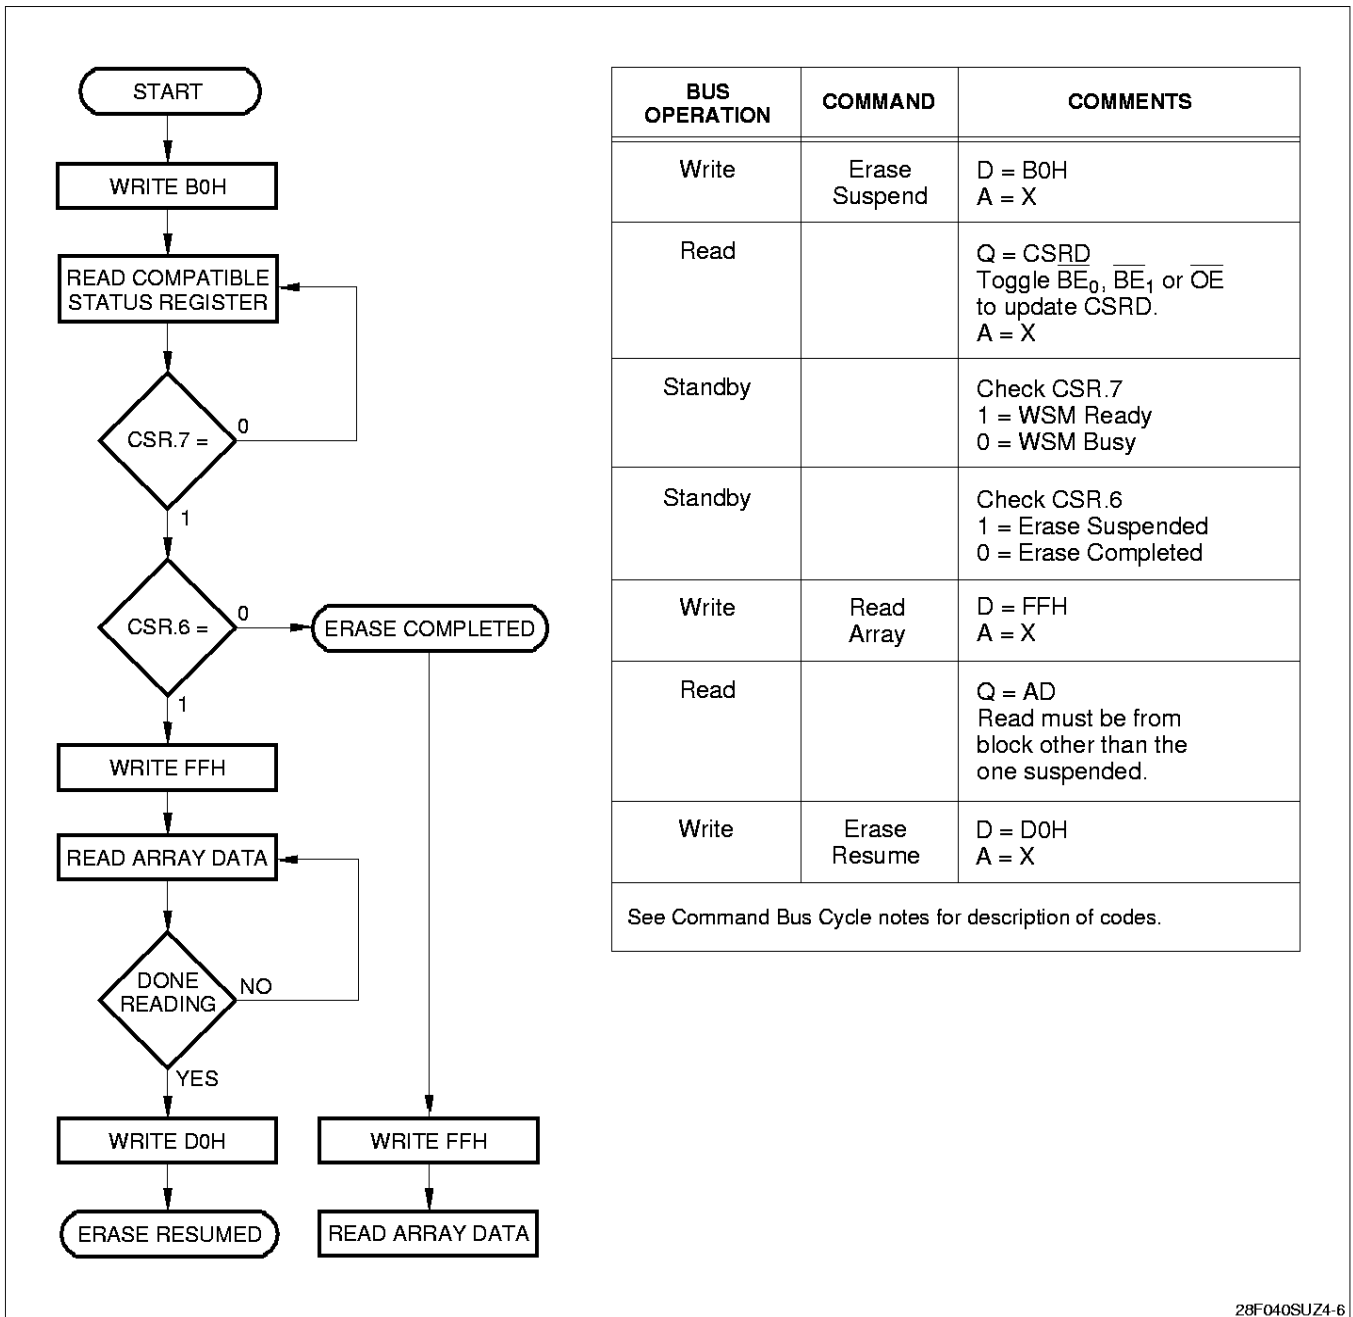 START
WRITE B0H
READ COMPATIBLE
STATUS REGISTER
CSR.7 =
0
1
CSR.6 =
0
ERASE COMPLETED
1
WRITE FFH
READ ARRAY DATA
DONE
READING
NO
YES
WRITE D0H
WRITE FFH
ERASE RESUMED
READ ARRAY DATA
BUS
OPERATION
COMMAND
COMMENTS
Write
Erase
Suspend
D = B0H
A = X
Read
Q = CSRD
Toggle B̅E̅₀, B̅E̅₁ or O̅E̅
to update CSRD.
A = X
Standby
Check CSR.7
1 = WSM Ready
0 = WSM Busy
Standby
Check CSR.6
1 = Erase Suspended
0 = Erase Completed
Write
Read
Array
D = FFH
A = X
Read
Q = AD
Read must be from
block other than the
one suspended.
Write
Erase
Resume
D = D0H
A = X
See Command Bus Cycle notes for description of codes.
28F040SUZ4-6